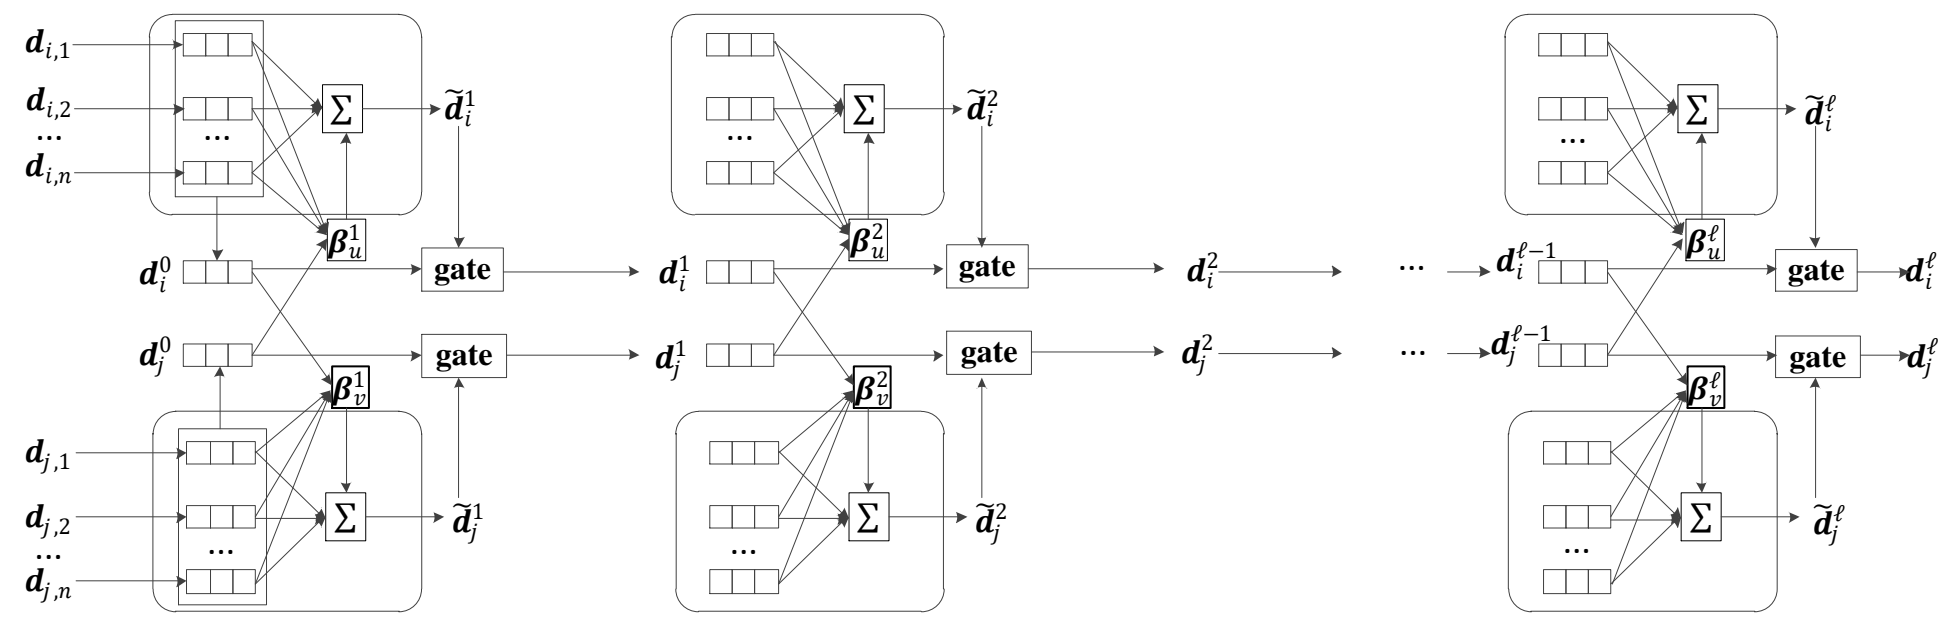 d_{i,1}
d_{i,2}
...
d_{i,n}
...
Σ
d̃_i^1
β_u^1
d_i^0
gate
d_j^0
gate
β_v^1
d_{j,1}
d_{j,2}
...
d_{j,n}
...
Σ
d̃_j^1
...
Σ
d̃_i^2
β_u^2
d_i^1
gate
d_i^2
...
d_j^1
gate
d_j^2
...
β_v^2
...
Σ
d̃_j^2
...
Σ
d̃_i^ℓ
β_u^ℓ
d_i^{ℓ−1}
gate
d_i^ℓ
d_j^{ℓ−1}
gate
d_j^ℓ
β_v^ℓ
...
Σ
d̃_j^ℓ